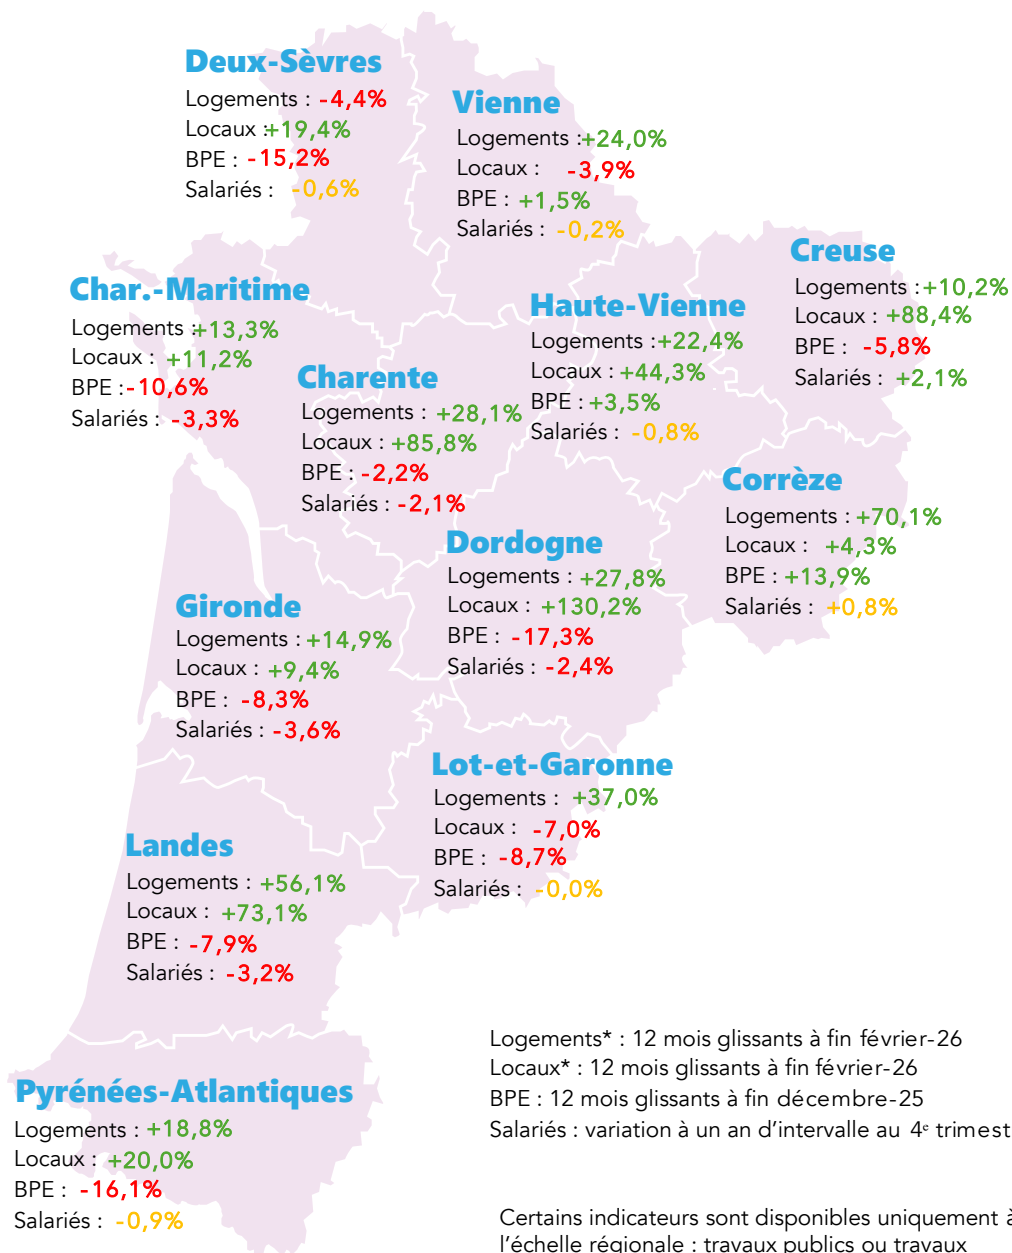 Deux-Sèvres
Logements : -4,4%
Locaux :+19,4%
BPE : -15,2%
Salariés : -0,6%
Vienne
Logements :+24,0%
Locaux : -3,9%
BPE : +1,5%
Salariés : -0,2%
Creuse
Logements :+10,2%
Locaux : +88,4%
BPE : -5,8%
Salariés : +2,1%
Char.-Maritime
Logements :+13,3%
Locaux : +11,2%
BPE :-10,6%
Salariés : -3,3%
Haute-Vienne
Logements :+22,4%
Locaux : +44,3%
BPE : +3,5%
Salariés : -0,8%
Charente
Logements : +28,1%
Locaux : +85,8%
BPE : -2,2%
Salariés : -2,1%
Corrèze
Logements : +70,1%
Locaux : +4,3%
BPE : +13,9%
Salariés : +0,8%
Dordogne
Logements : +27,8%
Locaux : +130,2%
BPE : -17,3%
Salariés : -2,4%
Gironde
Logements : +14,9%
Locaux : +9,4%
BPE : -8,3%
Salariés : -3,6%
Lot-et-Garonne
Logements : +37,0%
Locaux : -7,0%
BPE : -8,7%
Salariés : -0,0%
Landes
Logements : +56,1%
Locaux : +73,1%
BPE : -7,9%
Salariés : -3,2%
Pyrénées-Atlantiques
Logements : +18,8%
Locaux : +20,0%
BPE : -16,1%
Salariés : -0,9%
Logements* : 12 mois glissants à fin février-26
Locaux* : 12 mois glissants à fin février-26
BPE : 12 mois glissants à fin décembre-25
Salariés : variation à un an d'intervalle au 4e trimest
Certains indicateurs sont disponibles uniquement à
l'échelle régionale : travaux publics ou travaux